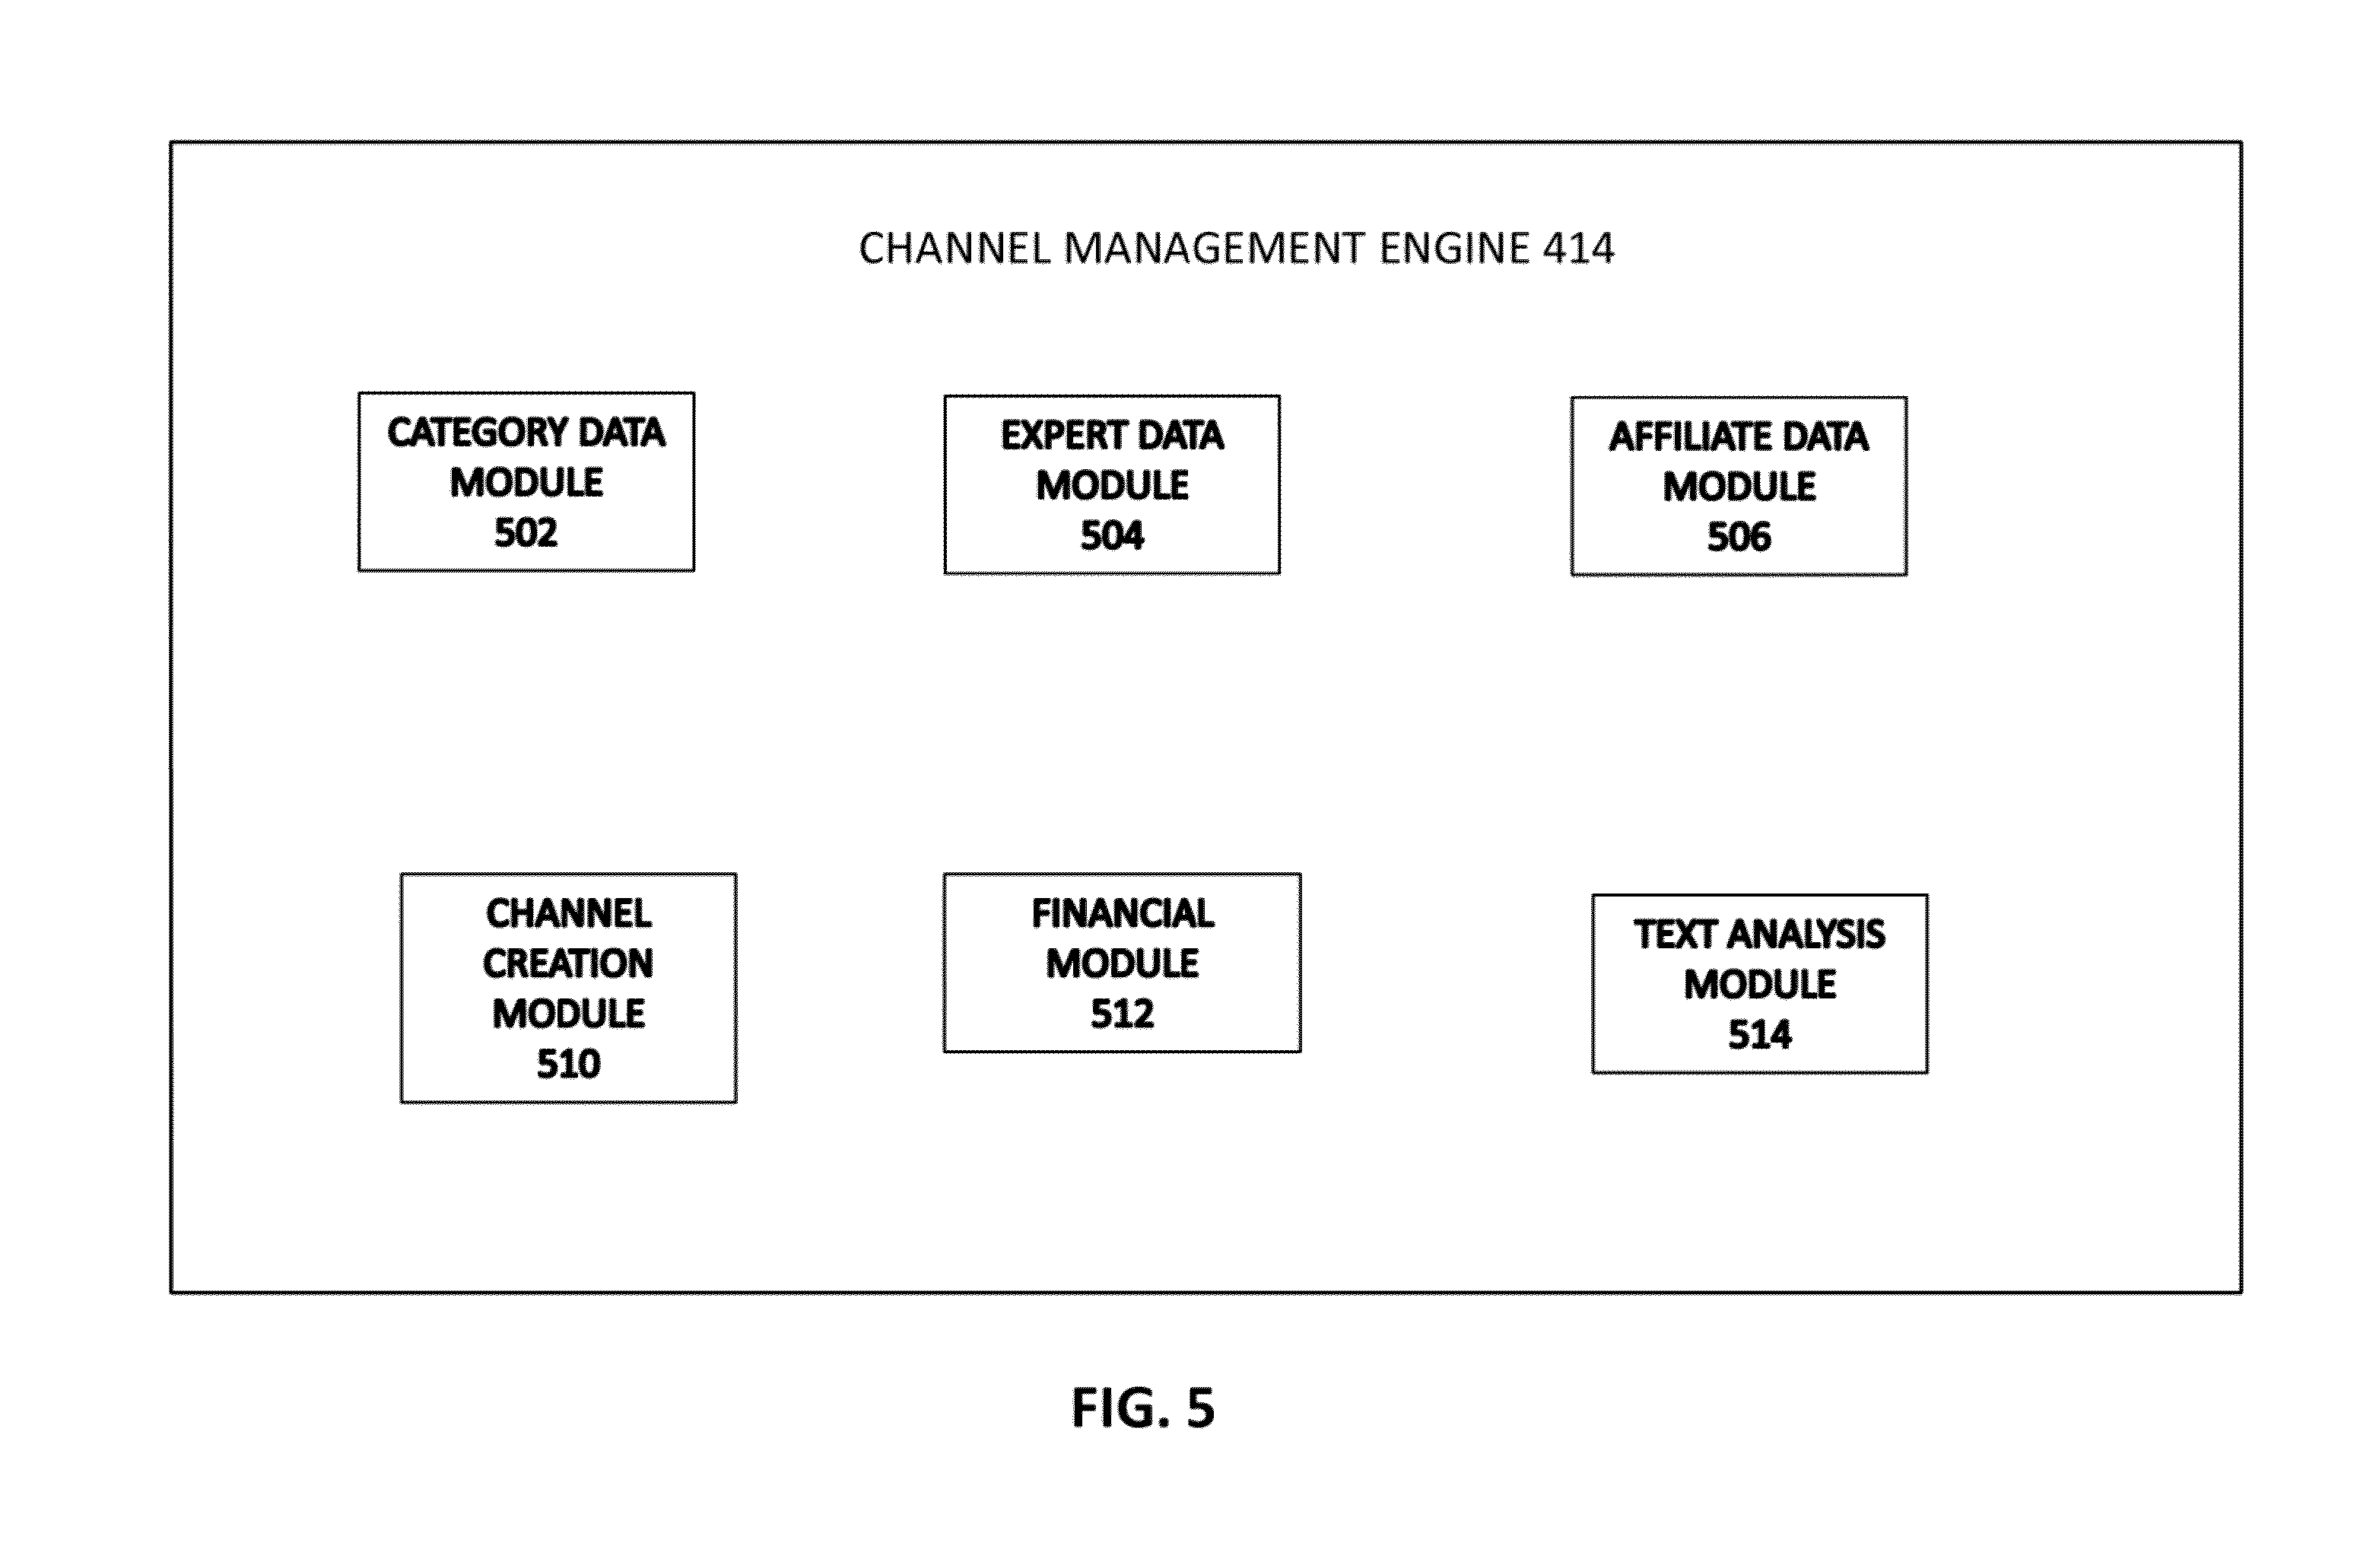 CHANNEL MANAGEMENT ENGINE 414
CATEGORY DATA
MODULE
502
EXPERT DATA
MODULE
504
AFFILIATE DATA
MODULE
506
CHANNEL
CREATION
MODULE
510
FINANCIAL
MODULE
512
TEXT ANALYSIS
MODULE
514
FIG. 5